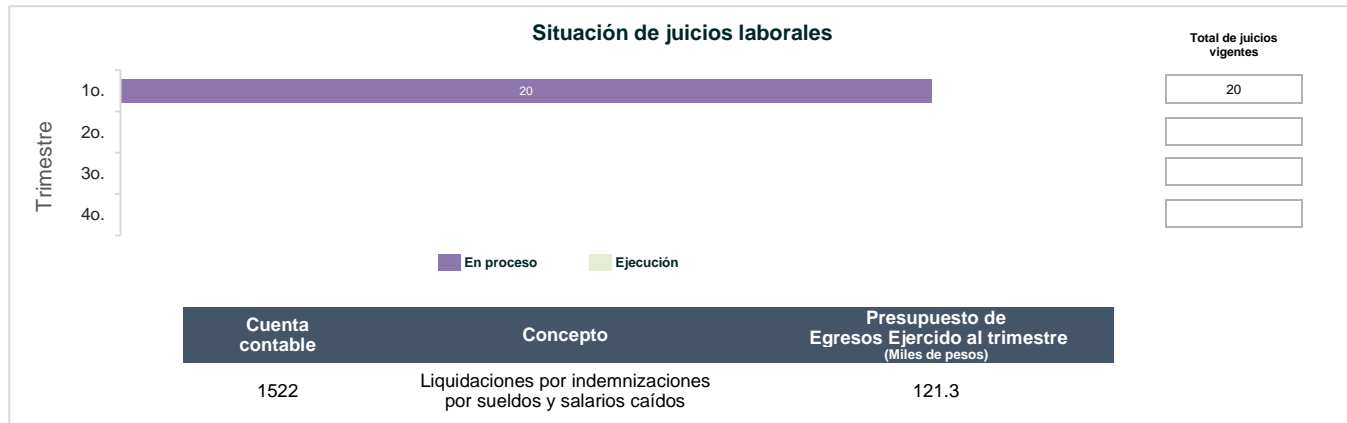 Situación de juicios laborales
Total de juicios
vigentes
Trimestre
1o.
20
20
2o.
3o.
4o.
En proceso
Ejecución
Cuenta
contable
Concepto
Presupuesto de
Egresos Ejercido al trimestre
(Miles de pesos)
1522
Liquidaciones por indemnizaciones
por sueldos y salarios caídos
121.3